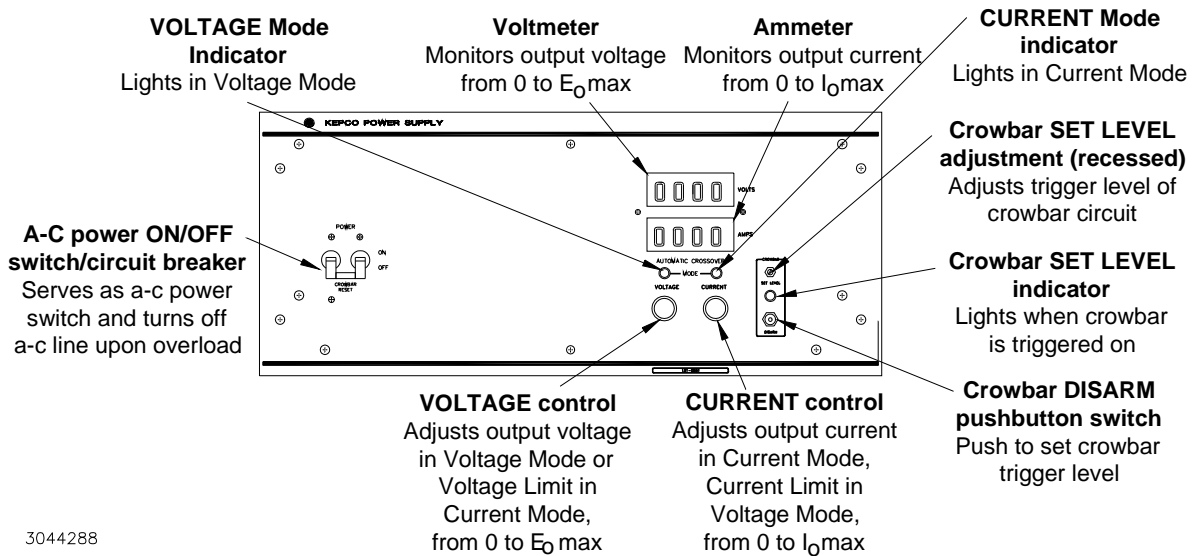 VOLTAGE Mode
Indicator
Lights in Voltage Mode
Voltmeter
Monitors output voltage
from 0 to Eomax
Ammeter
Monitors output current
from 0 to Iomax
CURRENT Mode
indicator
Lights in Current Mode
KEPCO POWER SUPPLY
Crowbar SET LEVEL
adjustment (recessed)
Adjusts trigger level of
crowbar circuit
VOLTS
AMPS
A-C power ON/OFF
switch/circuit breaker
Serves as a-c power
switch and turns off
a-c line upon overload
POWER
ON
OFF
CROWBAR
RESET
AUTOMATIC CROSSOVER
MODE
VOLTAGE
CURRENT
CROWBAR
SET LEVEL
Crowbar SET LEVEL
indicator
Lights when crowbar
is triggered on
Crowbar DISARM
pushbutton switch
Push to set crowbar
trigger level
VOLTAGE control
Adjusts output voltage
in Voltage Mode or
Voltage Limit in
Current Mode,
from 0 to Eo max
CURRENT control
Adjusts output current
in Current Mode,
Current Limit in
Voltage Mode,
from 0 to Iomax
3044288